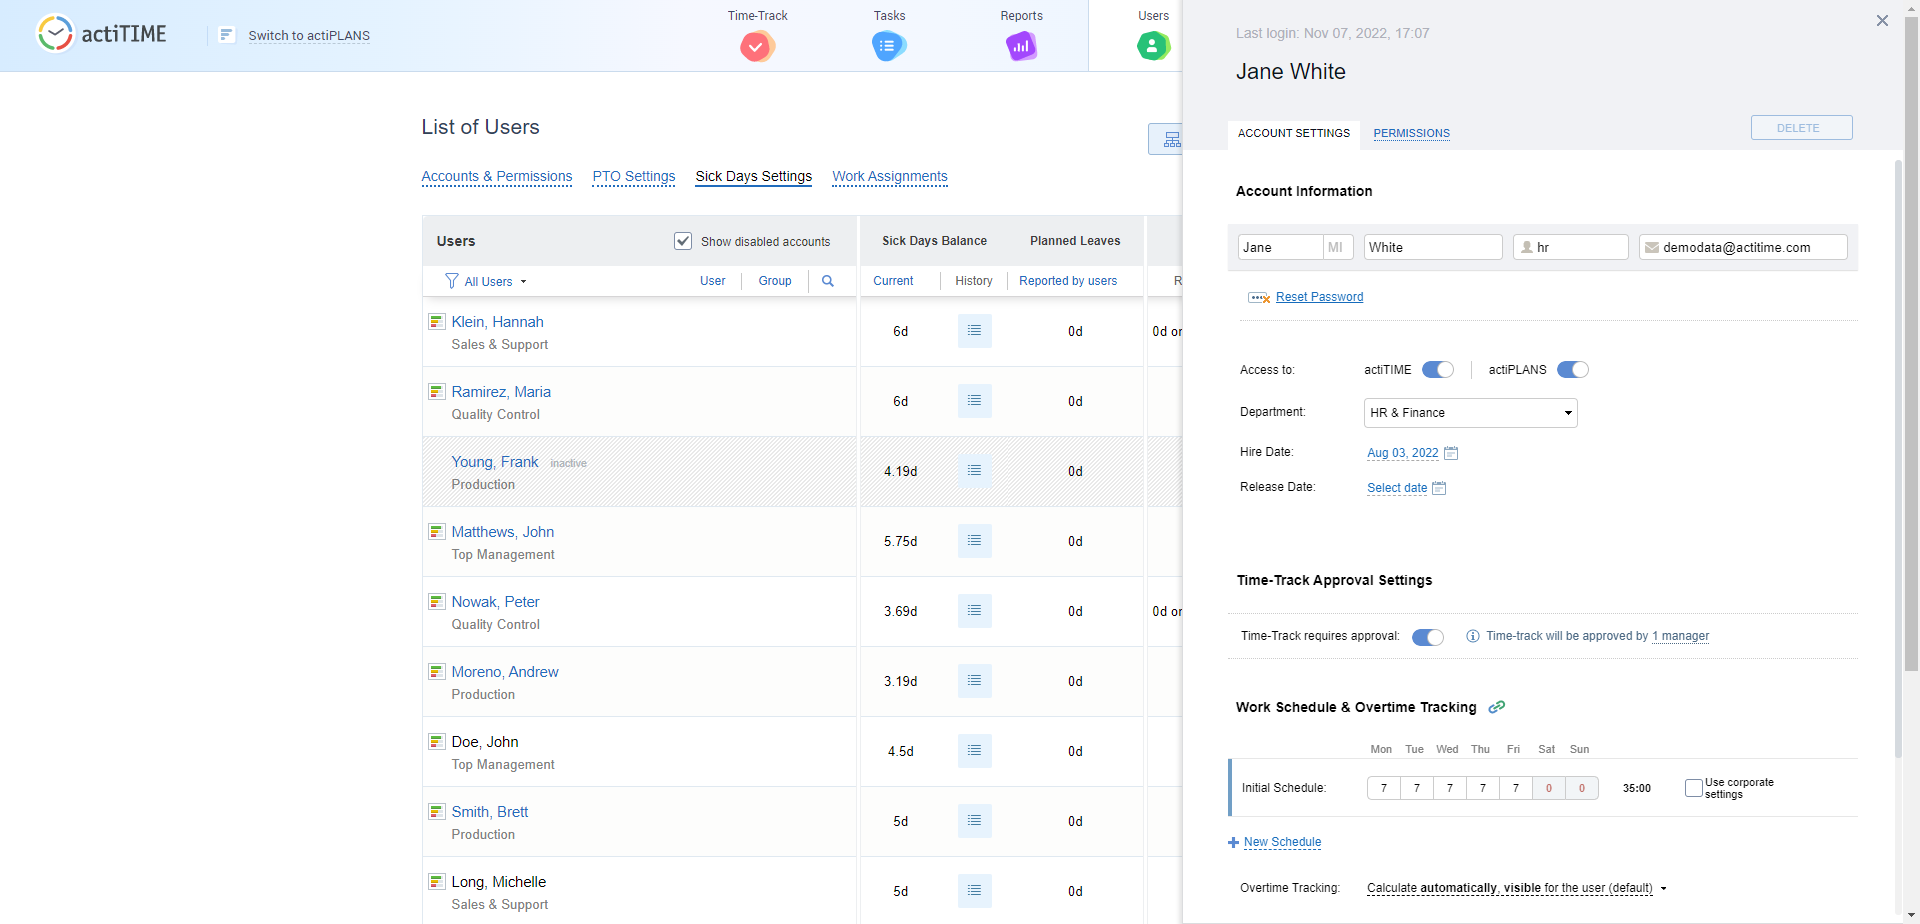 actiTIME
Switch to actiPLANS
Time-Track
Tasks
Reports
Users
List of Users
Accounts & Permissions
PTO Settings
Sick Days Settings
Work Assignments
Users
Show disabled accounts
Sick Days Balance
Planned Leaves
All Users
User
Group
Current
History
Reported by users
R
Klein, Hannah
Sales & Support
6d
0d
0d or
Ramirez, Maria
Quality Control
6d
0d
Young, Frank inactive
Production
4.19d
0d
Matthews, John
Top Management
5.75d
0d
Nowak, Peter
Quality Control
3.69d
0d
0d or
Moreno, Andrew
Production
3.19d
0d
Doe, John
Top Management
4.5d
0d
Smith, Brett
Production
5d
0d
Long, Michelle
Sales & Support
5d
0d
Last login: Nov 07, 2022, 17:07
Jane White
ACCOUNT SETTINGS
PERMISSIONS
DELETE
Account Information
Jane
MI
White
hr
demodata@actitime.com
Reset Password
Access to:
actiTIME
actiPLANS
Department:
HR & Finance
Hire Date:
Aug 03, 2022
Release Date:
Select date
Time-Track Approval Settings
Time-Track requires approval:
Time-track will be approved by 1 manager
Work Schedule & Overtime Tracking
Mon Tue Wed Thu Fri Sat Sun
Initial Schedule:
7 7 7 7 7 0 0
35:00
Use corporate
settings
New Schedule
Overtime Tracking:
Calculate automatically, visible for the user (default)